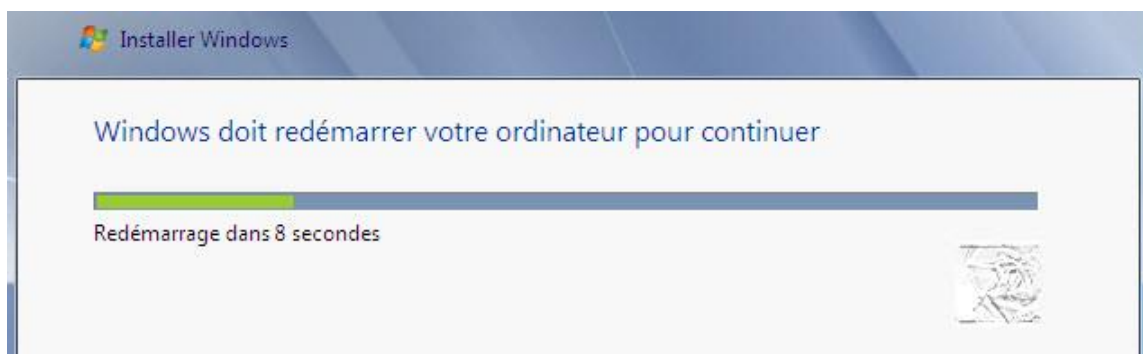 Installer Windows
Windows doit redémarrer votre ordinateur pour continuer
Redémarrage dans 8 secondes